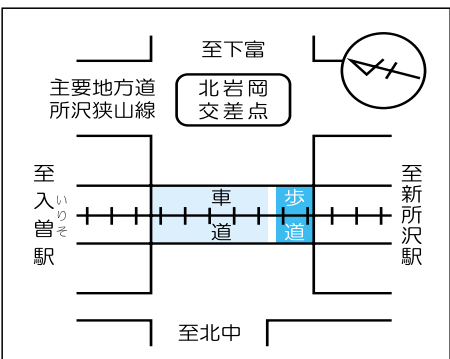 至下富
主要地方道
所沢狭山線
北岩岡
交差点
至入曽駅
いりそ
車道
歩道
至新所沢駅
至北中